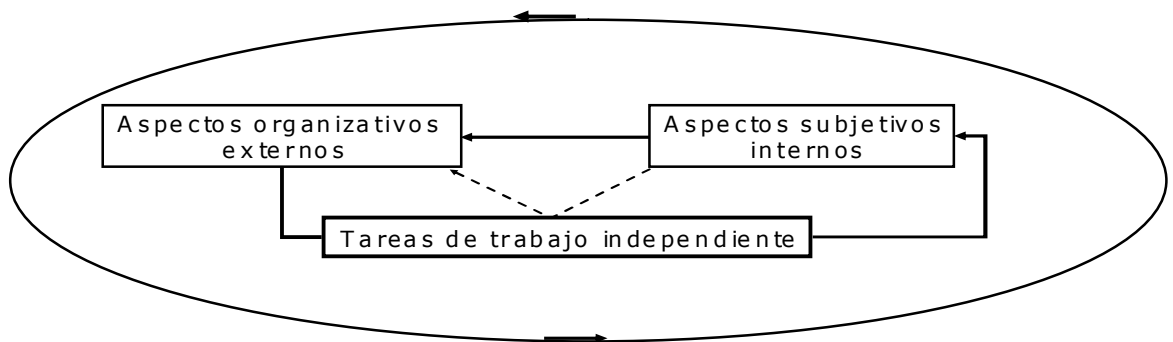 Aspectos organizativos
externos
Aspectos subjetivos
internos
Tareas de trabajo independiente